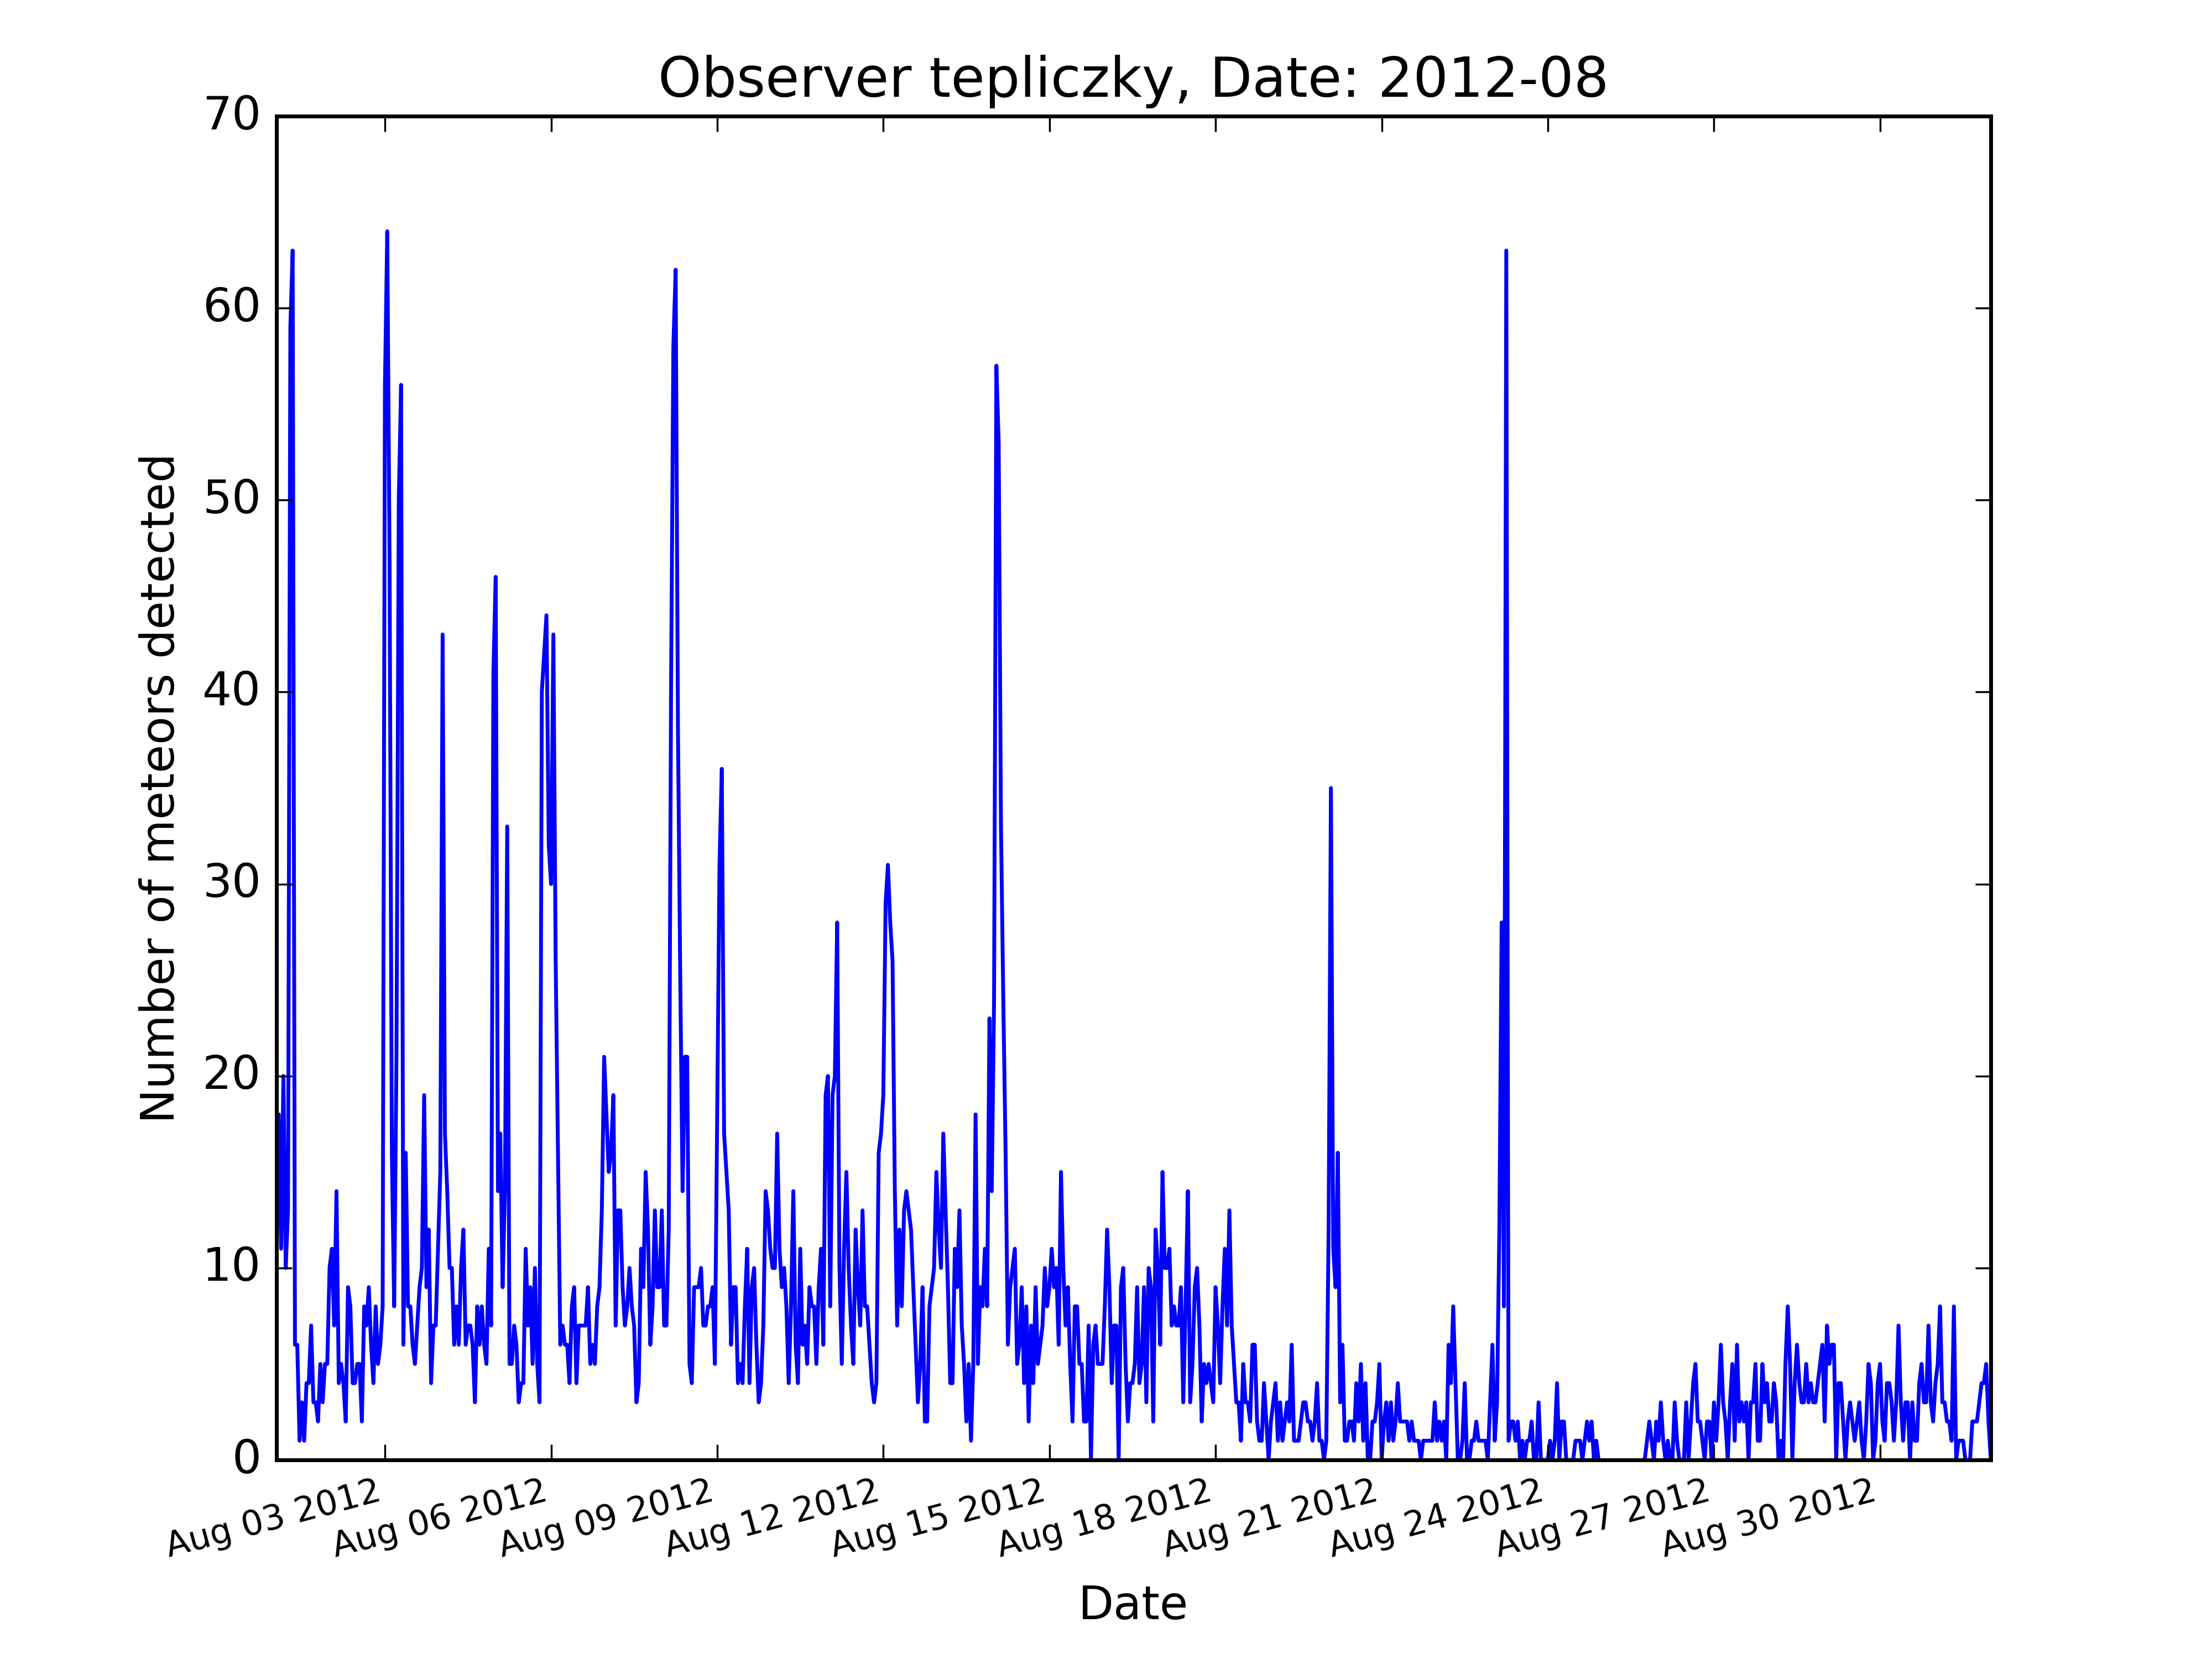 Observer tepliczky, Date: 2012-08
Number of meteors detected
70
60
50
40
30
20
10
0
Aug 03 2012
Aug 06 2012
Aug 09 2012
Aug 12 2012
Aug 15 2012
Aug 18 2012
Aug 21 2012
Aug 24 2012
Aug 27 2012
Aug 30 2012
Date